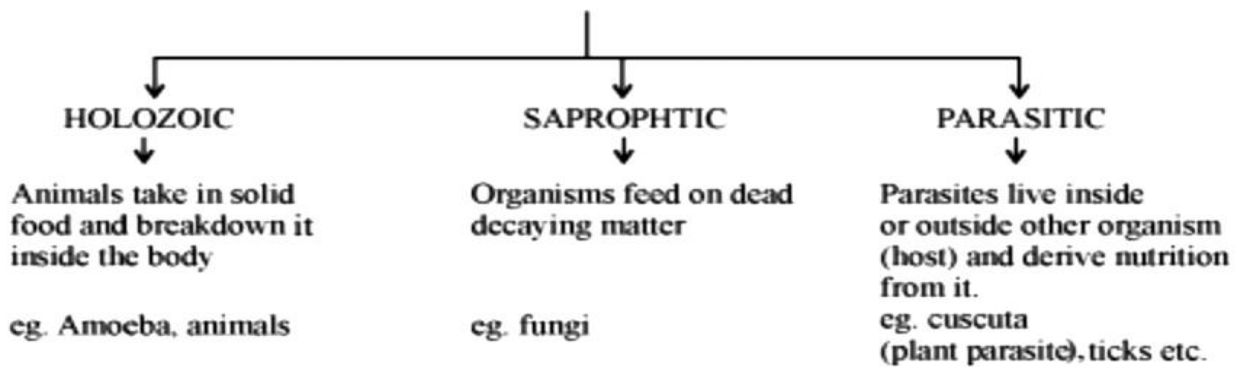 HOLOZOIC
Animals take in solid
food and breakdown it
inside the body
eg. Amoeba, animals
SAPROPHTIC
Organisms feed on dead
decaying matter
eg. fungi
PARASITIC
Parasites live inside
or outside other organism
(host) and derive nutrition
from it.
eg. cuscuta
(plant parasite), ticks etc.